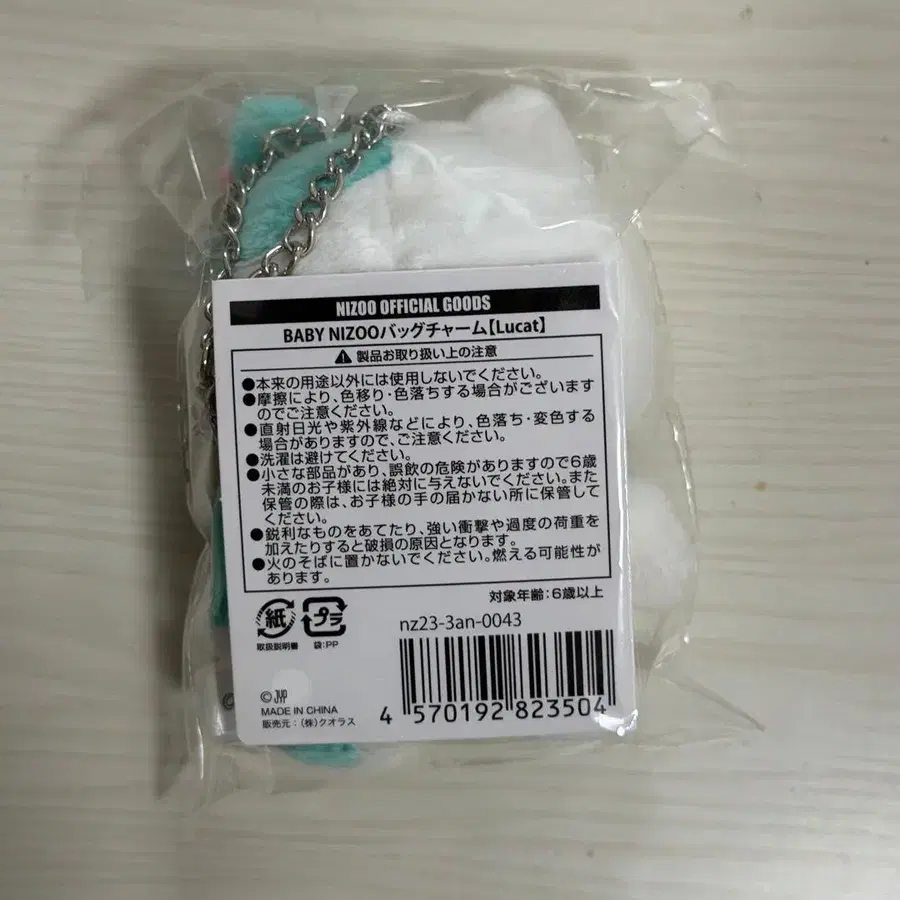 NIZOO OFFICIAL GOODS
BABY NIZOOバッグチャーム【Lucat】
製品お取り扱い上の注意
●本来の用途以外には使用しないでください。
●摩擦により、色移り・色落ちする場合がございます
のでご注意ください。
●直射日光や紫外線などにより、色落ち・変色する
場合がありますので、ご注意ください。
●洗濯は避けてください。
●小さな部品があり、誤飲の危険がありますので6歳
未満のお子様には絶対に与えないでください。また
保管の際は、お子様の手の届かない所に保管して
ください。
●鋭利なものをあてたり、強い衝撃や過度の荷重を
加えたりすると破損の原因となります。
●火のそばに置かないでください。燃える可能性が
あります。
対象年齢：6歳以上
紙
プラ
取扱説明書
袋：PP
nz23-3an-0043
© JYP
MADE IN CHINA
販売元：（株）クオラス
4 570192 823504
©